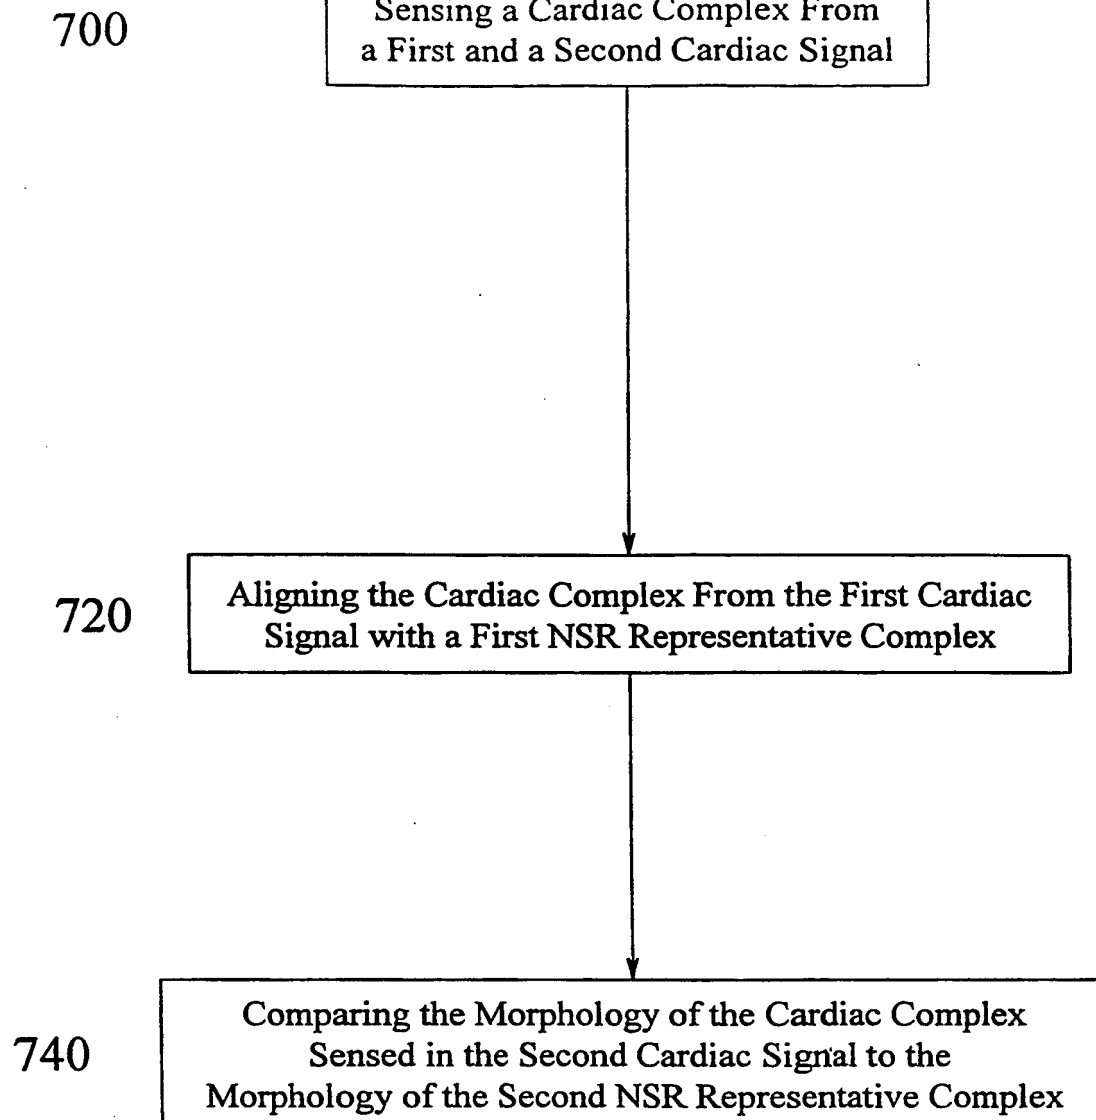 700
Sensing a Cardiac Complex From
a First and a Second Cardiac Signal
720
Aligning the Cardiac Complex From the First Cardiac
Signal with a First NSR Representative Complex
740
Comparing the Morphology of the Cardiac Complex
Sensed in the Second Cardiac Signal to the
Morphology of the Second NSR Representative Complex